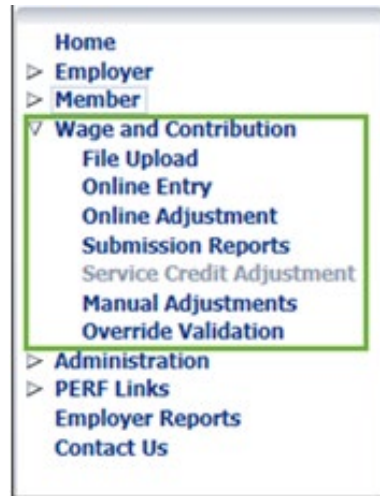 Home
Employer
Member
Wage and Contribution
File Upload
Online Entry
Online Adjustment
Submission Reports
Service Credit Adjustment
Manual Adjustments
Override Validation
Administration
PERF Links
Employer Reports
Contact Us